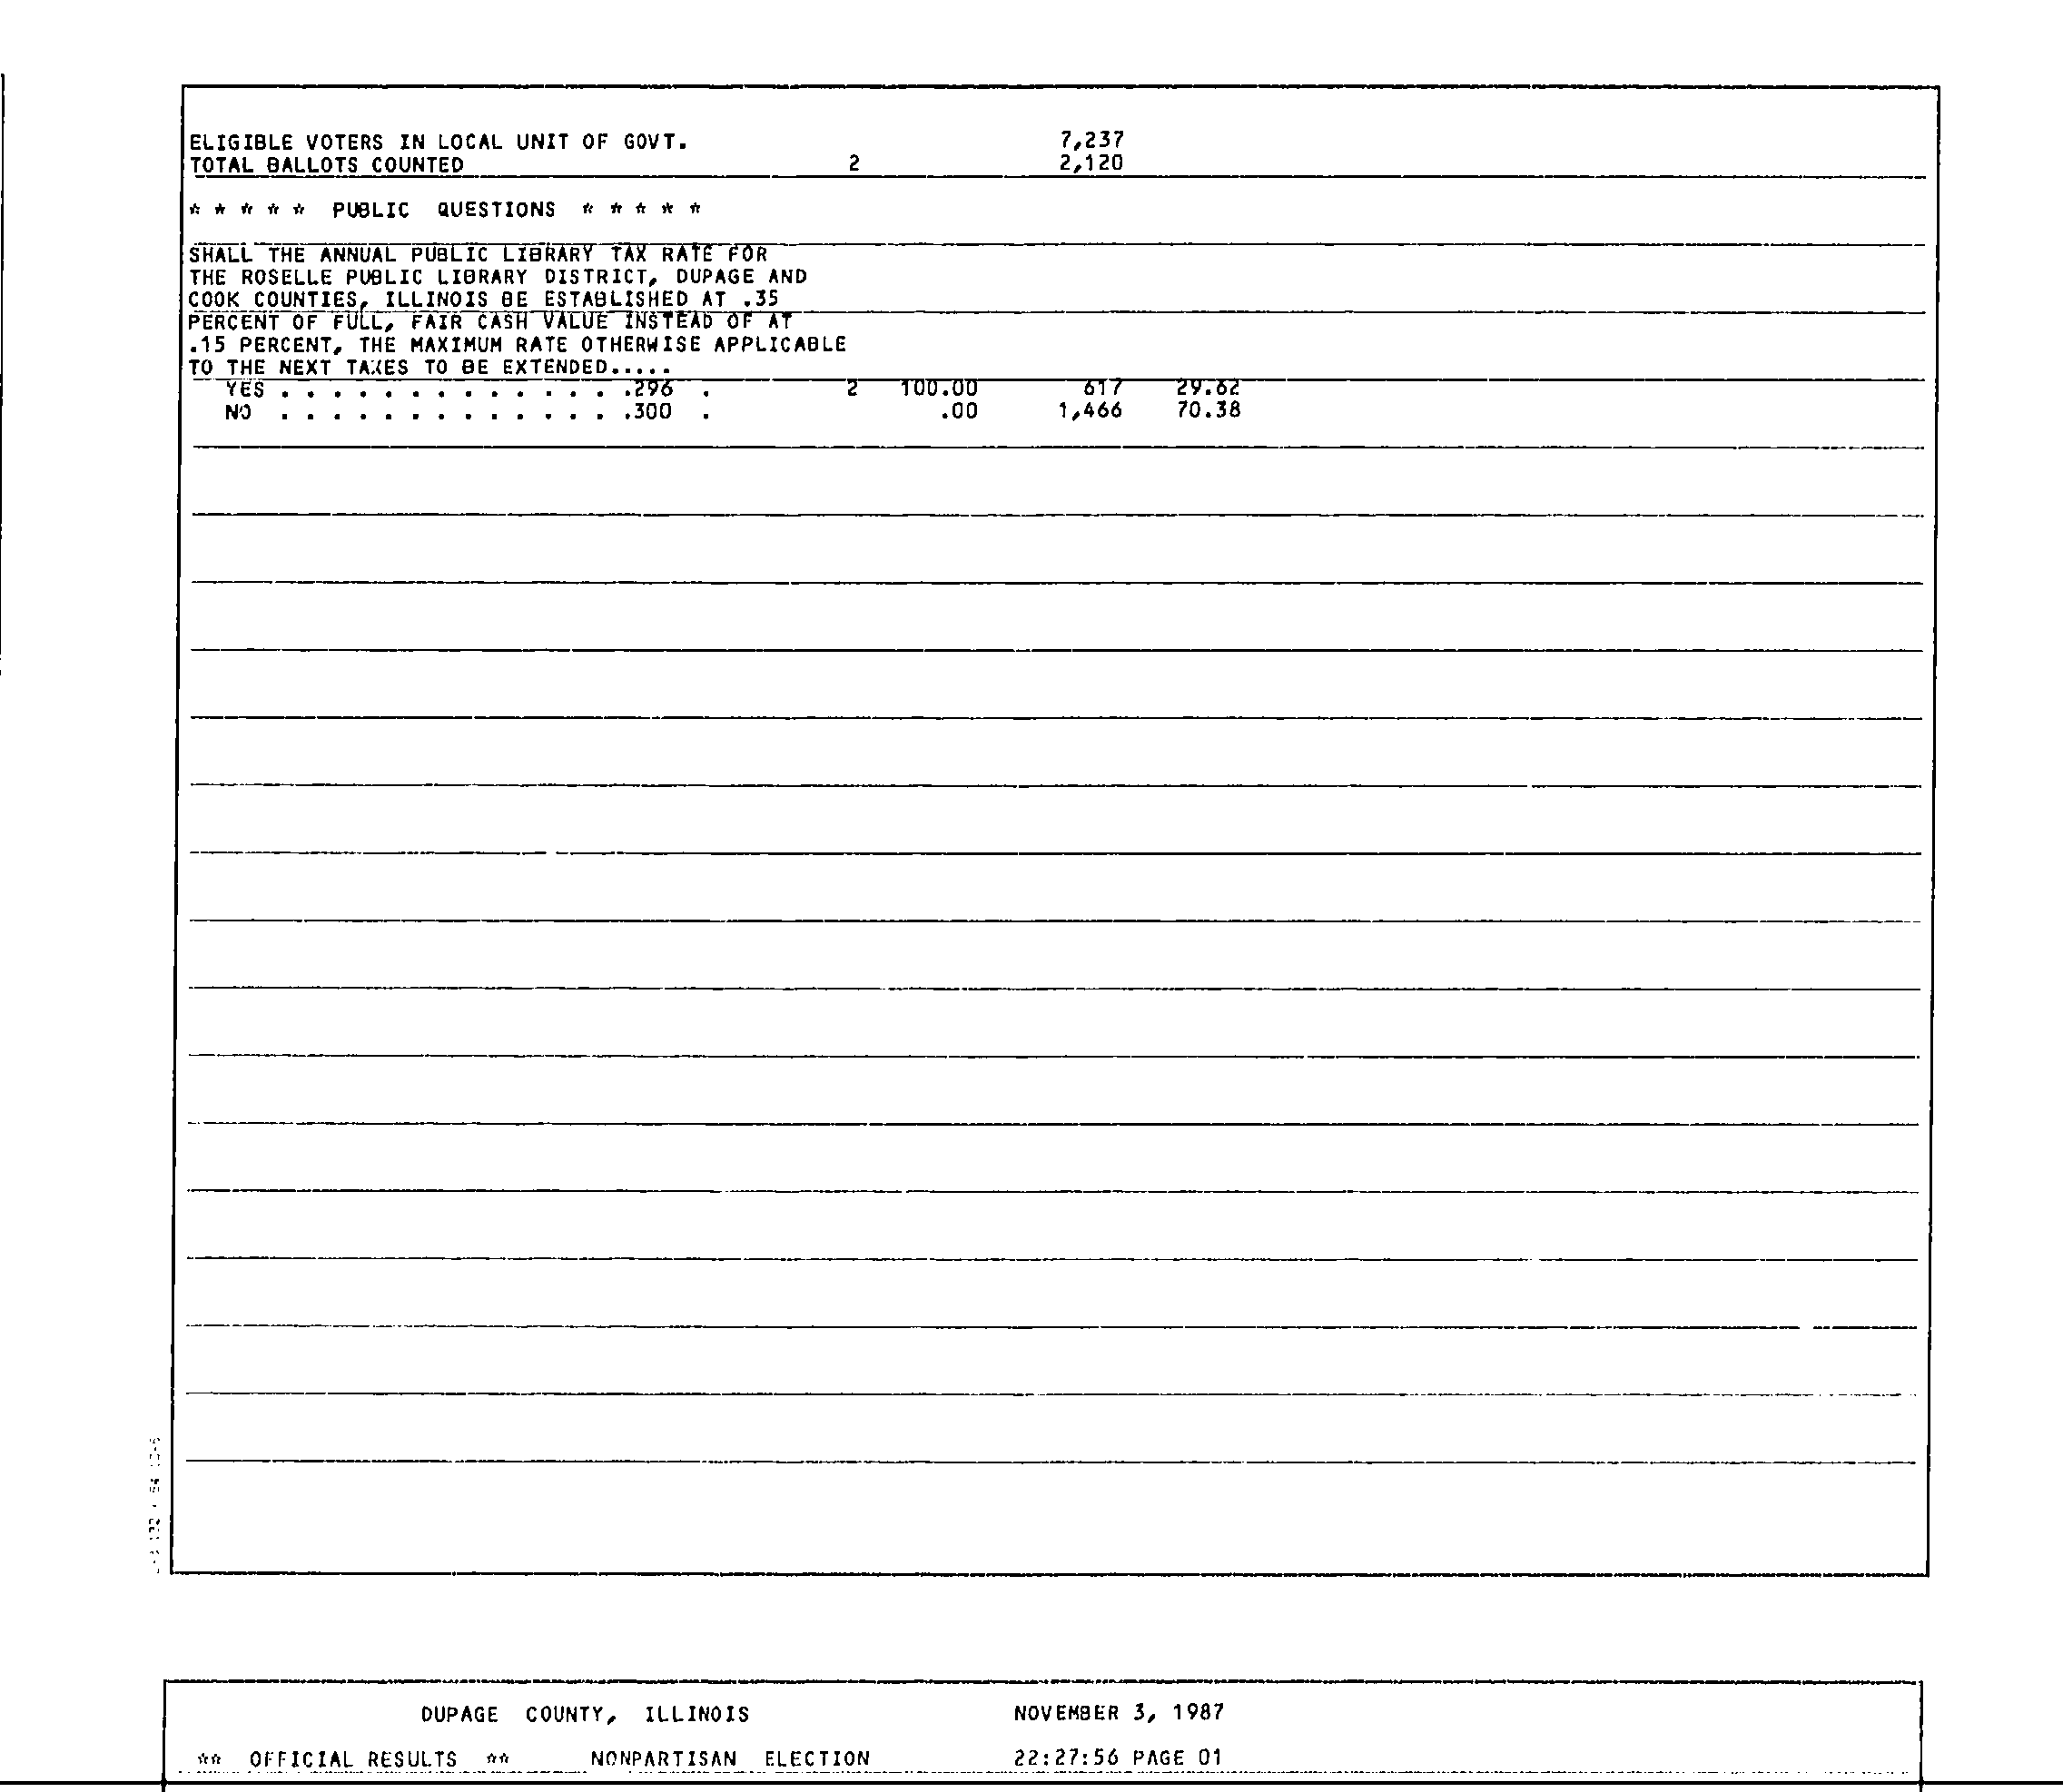 ELIGIBLE VOTERS IN LOCAL UNIT OF GOVT. 7,237
TOTAL BALLOTS COUNTED 2 2,120
* * * * * PUBLIC QUESTIONS * * * * *
SHALL THE ANNUAL PUBLIC LIBRARY TAX RATE FOR
THE ROSELLE PUBLIC LIBRARY DISTRICT, DUPAGE AND
COOK COUNTIES, ILLINOIS BE ESTABLISHED AT .35
PERCENT OF FULL, FAIR CASH VALUE INSTEAD OF AT
.15 PERCENT, THE MAXIMUM RATE OTHERWISE APPLICABLE
TO THE NEXT TAXES TO BE EXTENDED.....
YES . . . . . . . . . . . . . .296 . 2 100.00 617 29.62
NO . . . . . . . . . . . . . .300 . .00 1,466 70.38
DUPAGE COUNTY, ILLINOIS NOVEMBER 3, 1987
** OFFICIAL RESULTS ** NONPARTISAN ELECTION 22:27:56 PAGE 01